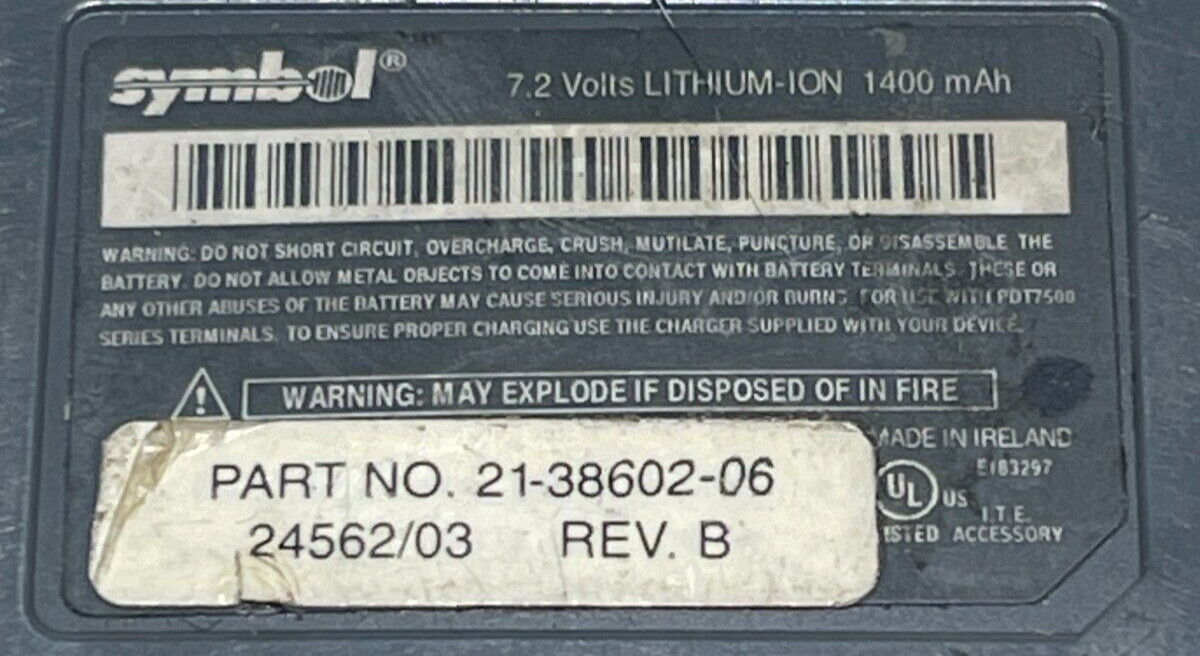 symbol®
7.2 Volts LITHIUM-ION 1400 mAh
WARNING: DO NOT SHORT CIRCUIT, OVERCHARGE, CRUSH, MUTILATE, PUNCTURE, OR DISASSEMBLE THE
BATTERY. DO NOT ALLOW METAL OBJECTS TO COME INTO CONTACT WITH BATTERY TERMINALS. THESE OR
ANY OTHER ABUSES OF THE BATTERY MAY CAUSE SERIOUS INJURY AND/OR BURNS. FOR USE WITH PDT7500
SERIES TERMINALS. TO ENSURE PROPER CHARGING USE THE CHARGER SUPPLIED WITH YOUR DEVICE.
! WARNING: MAY EXPLODE IF DISPOSED OF IN FIRE
PART NO. 21-38602-06
24562/03 REV. B
MADE IN IRELAND
E183297
UL US
I.T.E.
LISTED ACCESSORY